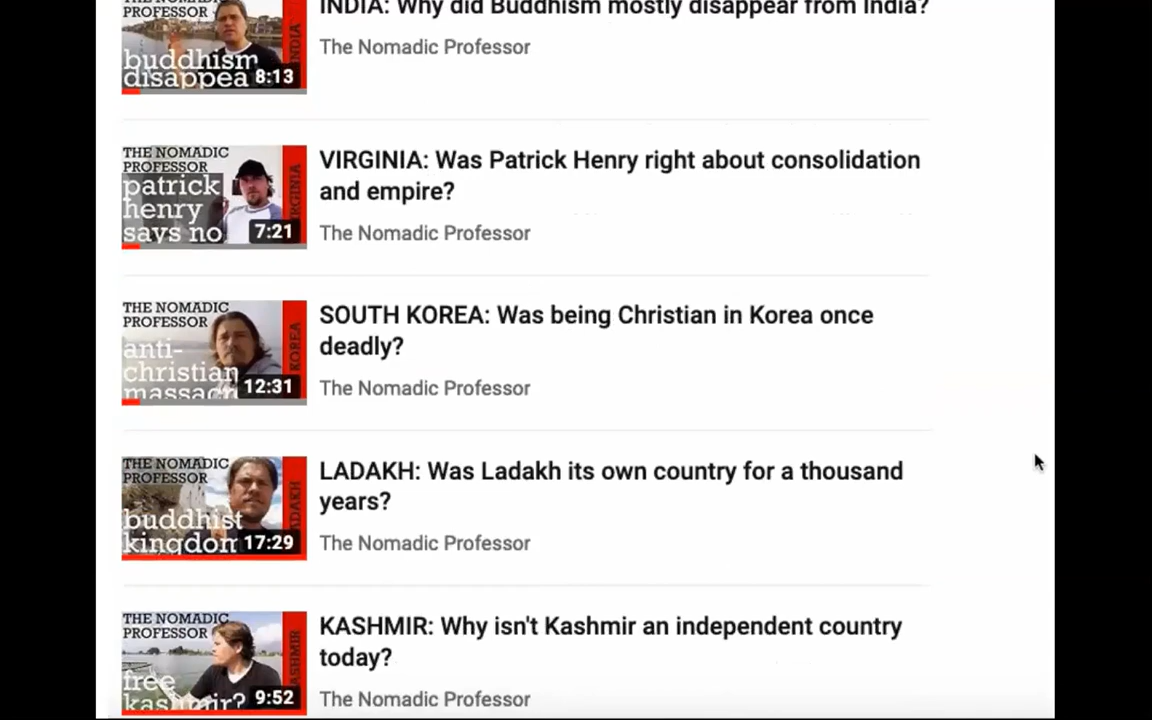 INDIA: Why did Buddhism mostly disappear from India?
The Nomadic Professor
buddhism
disappea
8:13
INDIA
VIRGINIA: Was Patrick Henry right about consolidation
and empire?
The Nomadic Professor
THE NOMADIC
PROFESSOR
patrick
henry
says no
7:21
VIRGINIA
SOUTH KOREA: Was being Christian in Korea once
deadly?
The Nomadic Professor
THE NOMADIC
PROFESSOR
anti-
christian
massacr
12:31
KOREA
LADAKH: Was Ladakh its own country for a thousand
years?
The Nomadic Professor
THE NOMADIC
PROFESSOR
buddhist
kingdom
17:29
LADAKH
KASHMIR: Why isn't Kashmir an independent country
today?
The Nomadic Professor
THE NOMADIC
PROFESSOR
free
kashmir?
9:52
KASHMIR